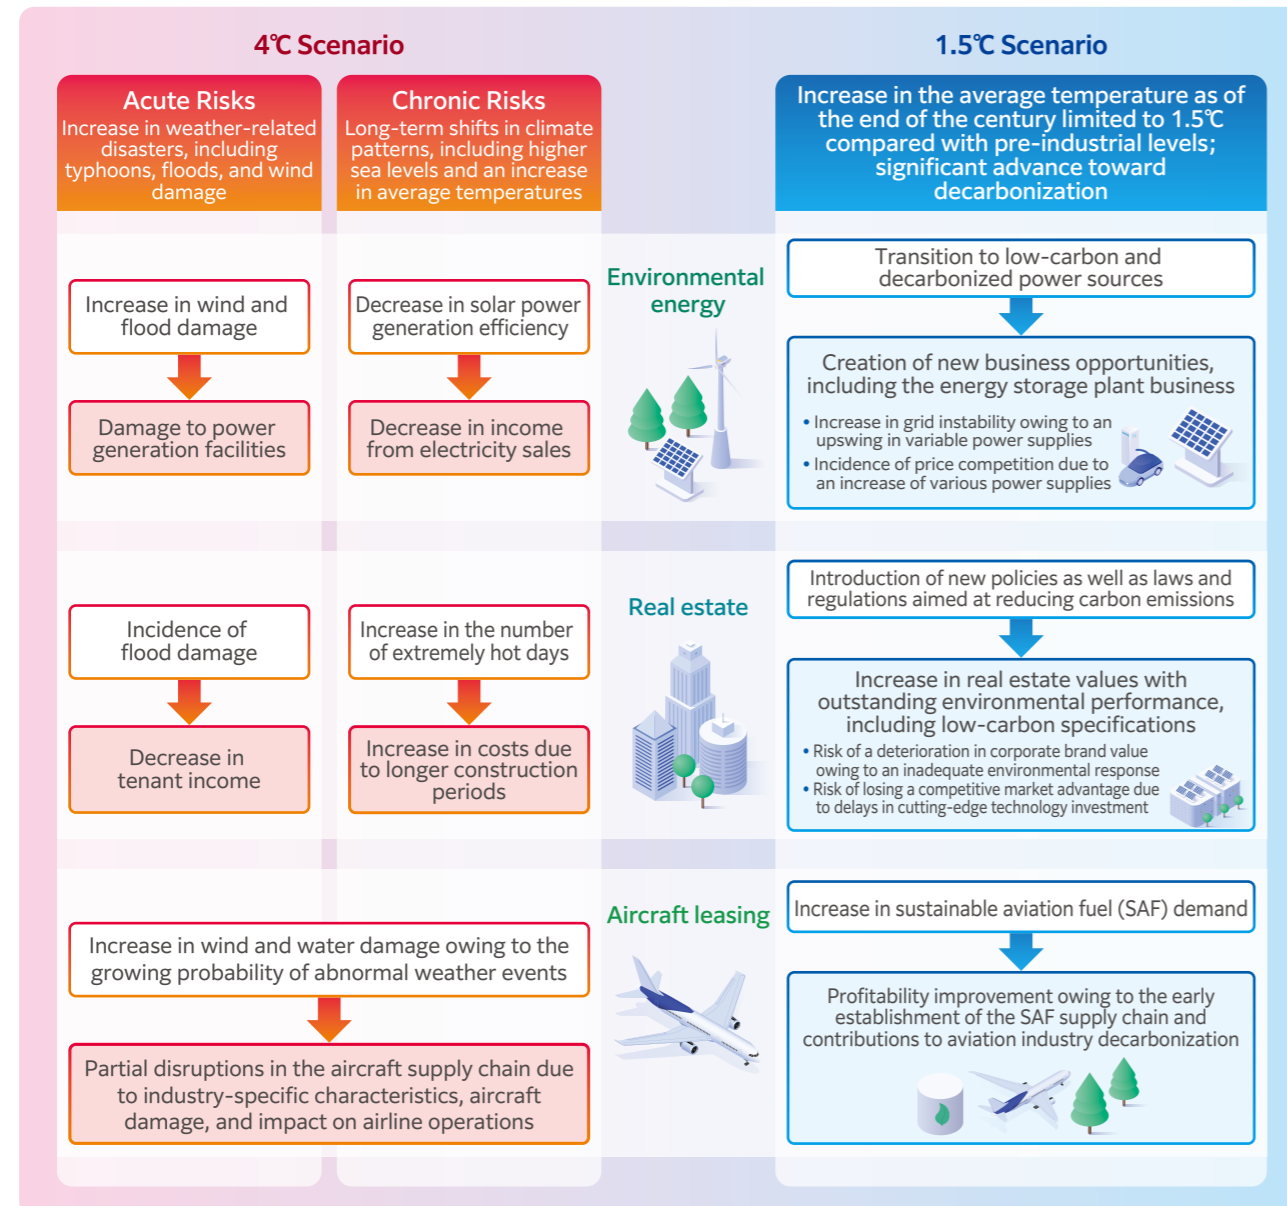 4℃ Scenario
1.5℃ Scenario
Acute Risks
Increase in weather-related
disasters, including
typhoons, floods, and wind
damage
Chronic Risks
Long-term shifts in climate
patterns, including higher
sea levels and an increase
in average temperatures
Increase in the average temperature as of
the end of the century limited to 1.5℃
compared with pre-industrial levels;
significant advance toward
decarbonization
Increase in wind and
flood damage
Damage to power
generation facilities
Decrease in solar power
generation efficiency
Decrease in income
from electricity sales
Environmental
energy
Transition to low-carbon and
decarbonized power sources
Creation of new business opportunities,
including the energy storage plant business
• Increase in grid instability owing to an
upswing in variable power supplies
• Incidence of price competition due to
an increase of various power supplies
Incidence of
flood damage
Decrease in
tenant income
Increase in the number
of extremely hot days
Increase in costs due
to longer construction
periods
Real estate
Introduction of new policies as well as laws and
regulations aimed at reducing carbon emissions
Increase in real estate values with
outstanding environmental performance,
including low-carbon specifications
• Risk of a deterioration in corporate brand value
owing to an inadequate environmental response
• Risk of losing a competitive market advantage due
to delays in cutting-edge technology investment
Increase in wind and water damage owing to the
growing probability of abnormal weather events
Partial disruptions in the aircraft supply chain due
to industry-specific characteristics, aircraft
damage, and impact on airline operations
Aircraft leasing
Increase in sustainable aviation fuel (SAF) demand
Profitability improvement owing to the early
establishment of the SAF supply chain and
contributions to aviation industry decarbonization